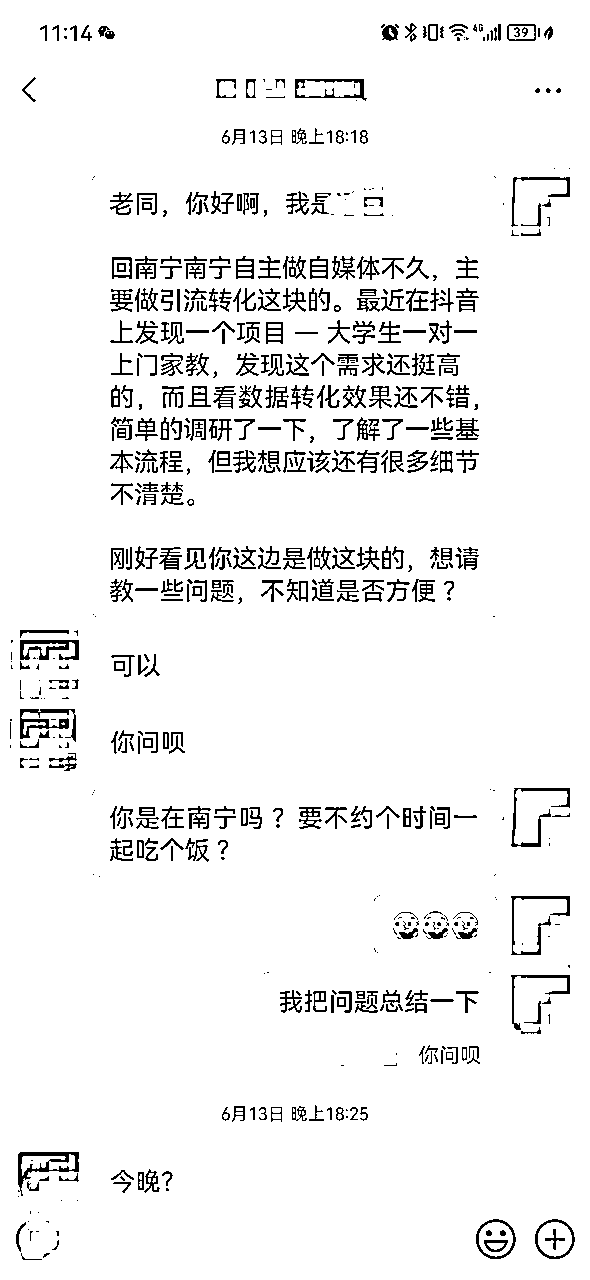 11:14
4G
39
6月13日 晚上18:18
老同，你好啊，我是
回南宁南宁自主做自媒体不久，主
要做引流转化这块的。最近在抖音
上发现一个项目 — 大学生一对一
上门家教，发现这个需求还挺高
的，而且看数据转化效果还不错，
简单的调研了一下，了解了一些基
本流程，但我想应该还有很多细节
不清楚。
刚好看见你这边是做这块的，想请
教一些问题，不知道是否方便？
可以
你问呗
你是在南宁吗？要不约个时间一
起吃个饭？
我把问题总结一下
你问呗
6月13日 晚上18:25
今晚?